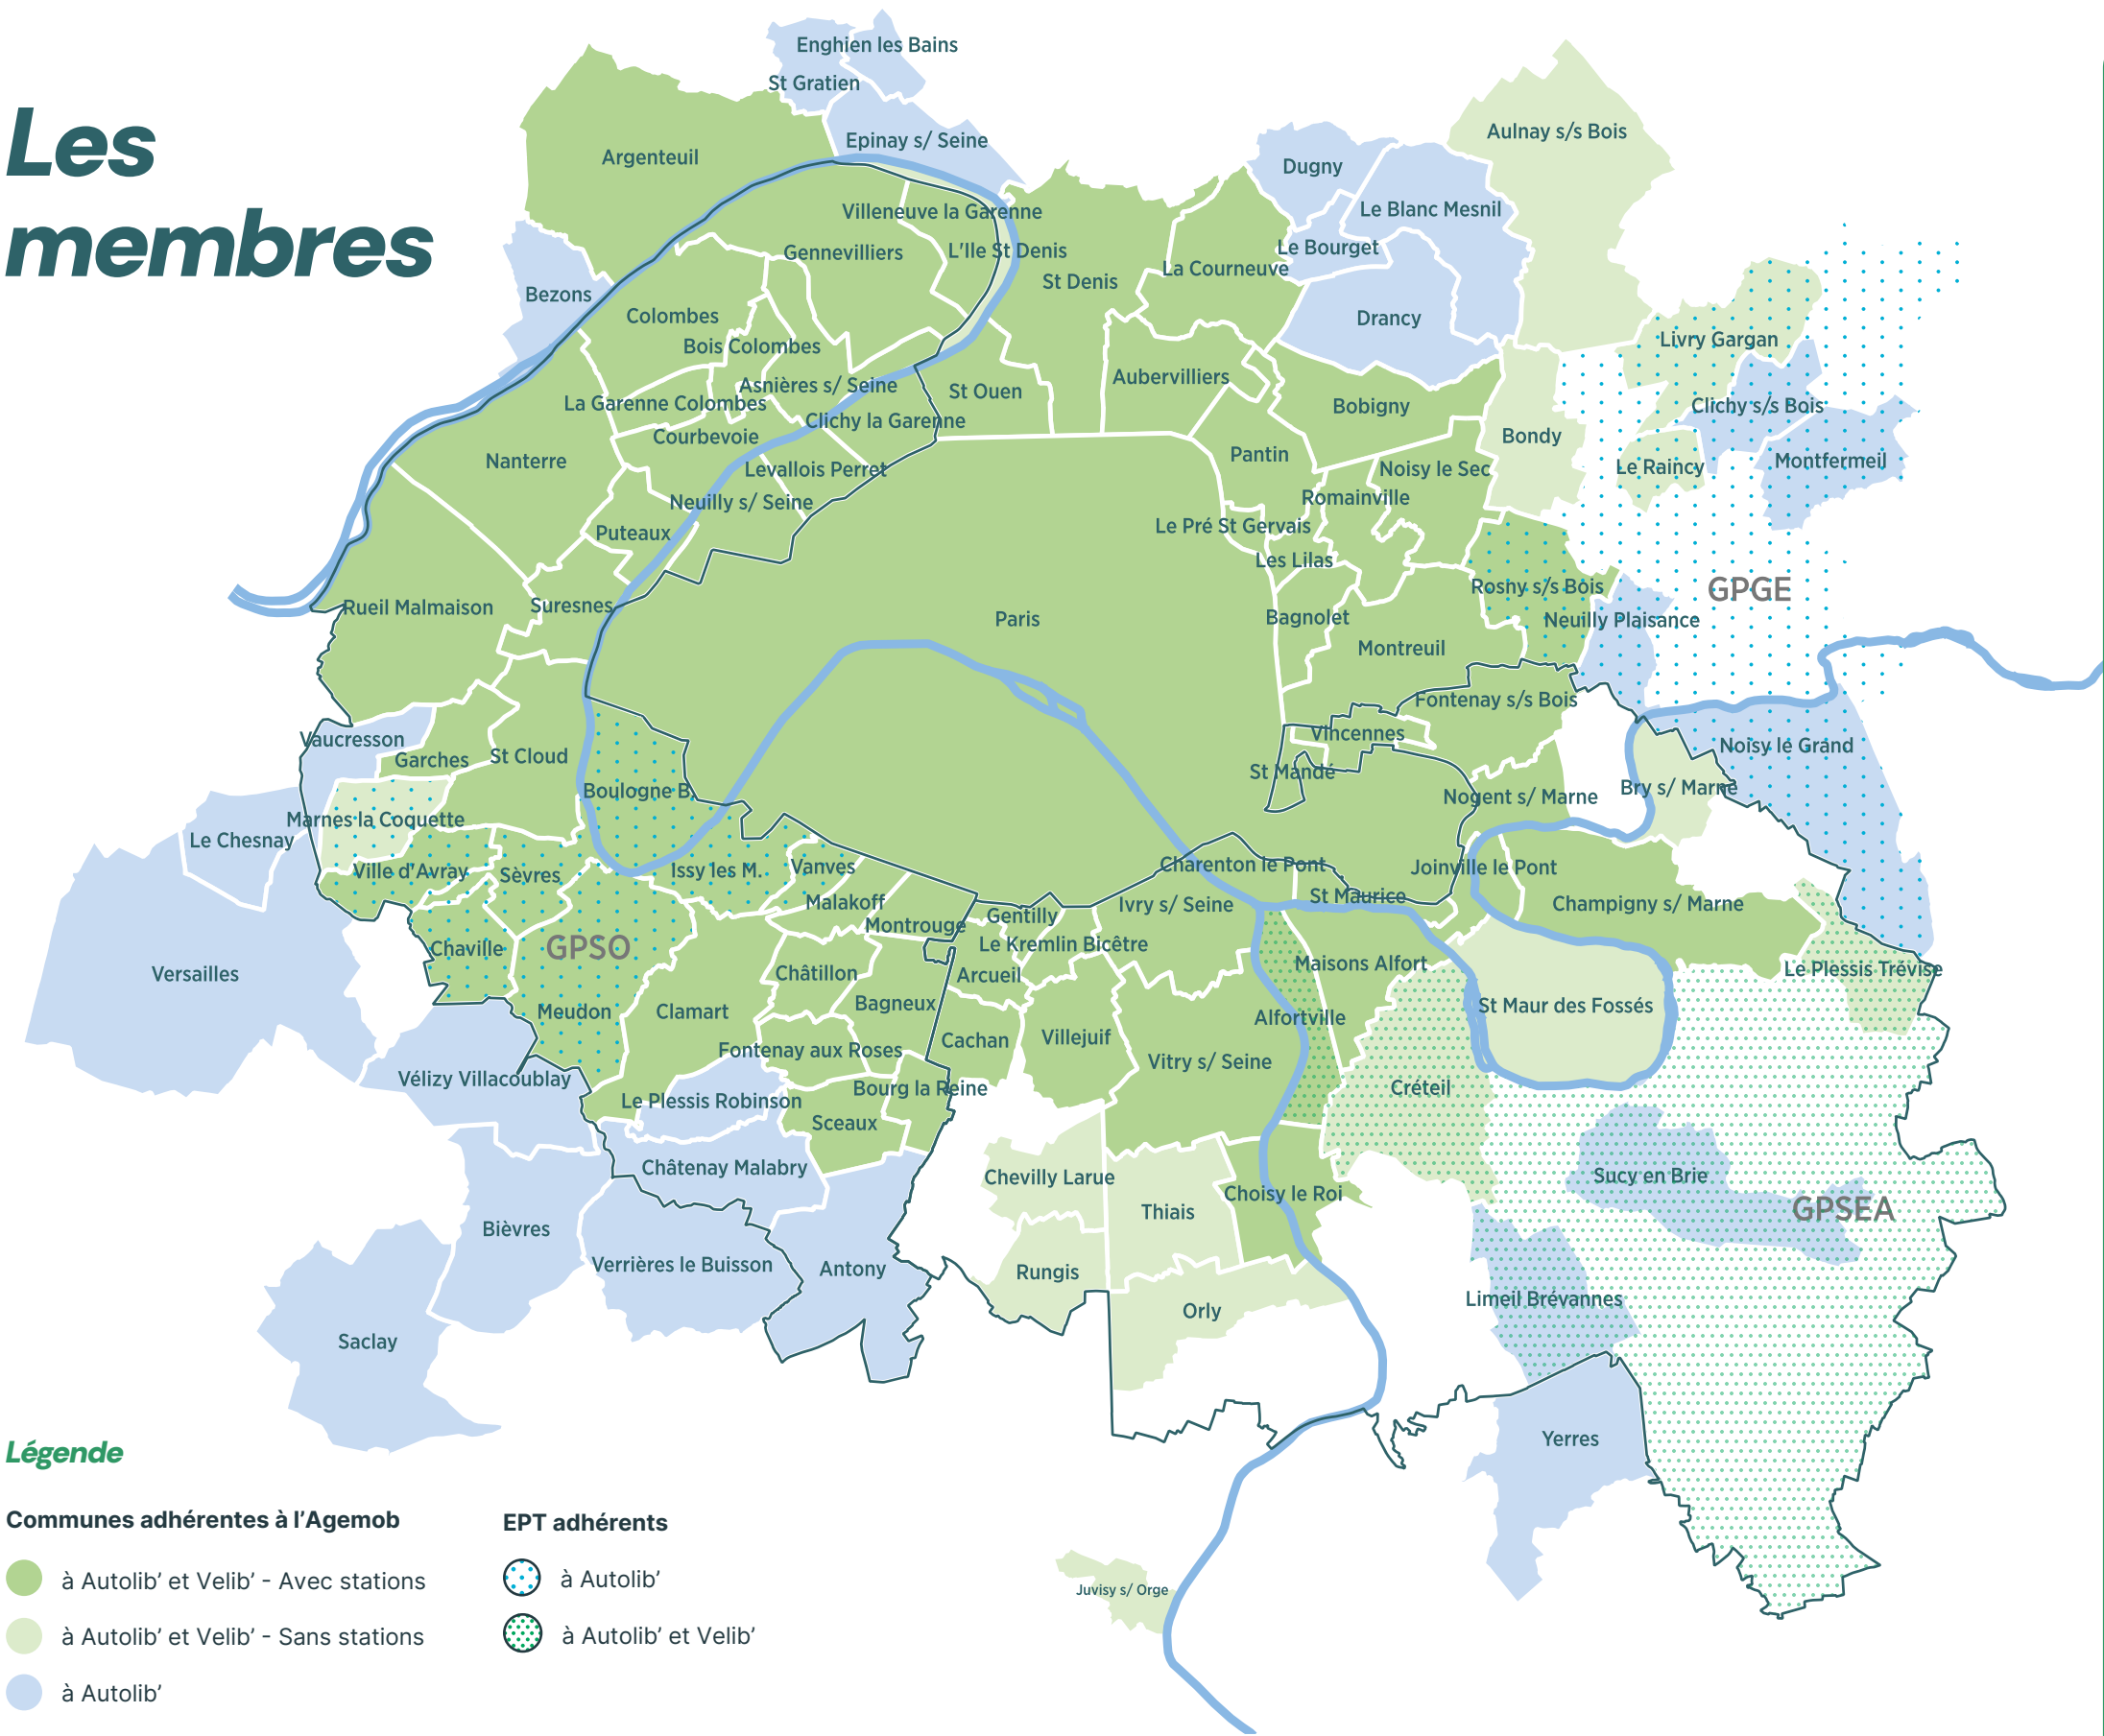 Les
membres
Enghien les Bains
St Gratien
Epinay s/ Seine
Argenteuil
Aulnay s/s Bois
Dugny
Le Blanc Mesnil
Villeneuve la Garenne
Gennevilliers
L'Ile St Denis
Le Bourget
La Courneuve
St Denis
Bezons
Colombes
Drancy
Livry Gargan
Bois Colombes
Asnières s/ Seine
Aubervilliers
St Ouen
La Garenne Colombes
Bobigny
Clichy s/s Bois
Clichy la Garenne
Courbevoie
Bondy
Pantin
Nanterre
Levallois Perret
Noisy le Sec
Le Raincy
Montfermeil
Neuilly s/ Seine
Romainville
Puteaux
Le Pré St Gervais
Les Lilas
Rosny s/s Bois
GPGE
Rueil Malmaison
Suresnes
Paris
Bagnolet
Neuilly Plaisance
Montreuil
Fontenay s/s Bois
Vaucresson
Vincennes
Noisy le Grand
Garches
St Cloud
St Mandé
Boulogne B.
Nogent s/ Marne
Bry s/ Marne
Marnes la Coquette
Le Chesnay
Ville d'Avray
Sèvres
Issy les M.
Vanves
Charenton le Pont
Joinville le Pont
St Maurice
Malakoff
Montrouge
Gentilly
Ivry s/ Seine
Champigny s/ Marne
Chaville
GPSO
Le Kremlin Bicêtre
Versailles
Châtillon
Arcueil
Maisons Alfort
Le Plessis Trévise
Meudon
Clamart
Bagneux
St Maur des Fossés
Alfortville
Fontenay aux Roses
Cachan
Villejuif
Vitry s/ Seine
Vélizy Villacoublay
Bourg la Reine
Créteil
Le Plessis Robinson
Sceaux
Châtenay Malabry
Chevilly Larue
Sucy en Brie
Choisy le Roi
Thiais
GPSEA
Bièvres
Verrières le Buisson
Antony
Rungis
Orly
Limeil Brévannes
Saclay
Yerres
Juvisy s/ Orge
Légende
Communes adhérentes à l’Agemob
à Autolib’ et Velib’ - Avec stations
à Autolib’ et Velib’ - Sans stations
à Autolib’
EPT adhérents
à Autolib’
à Autolib’ et Velib’